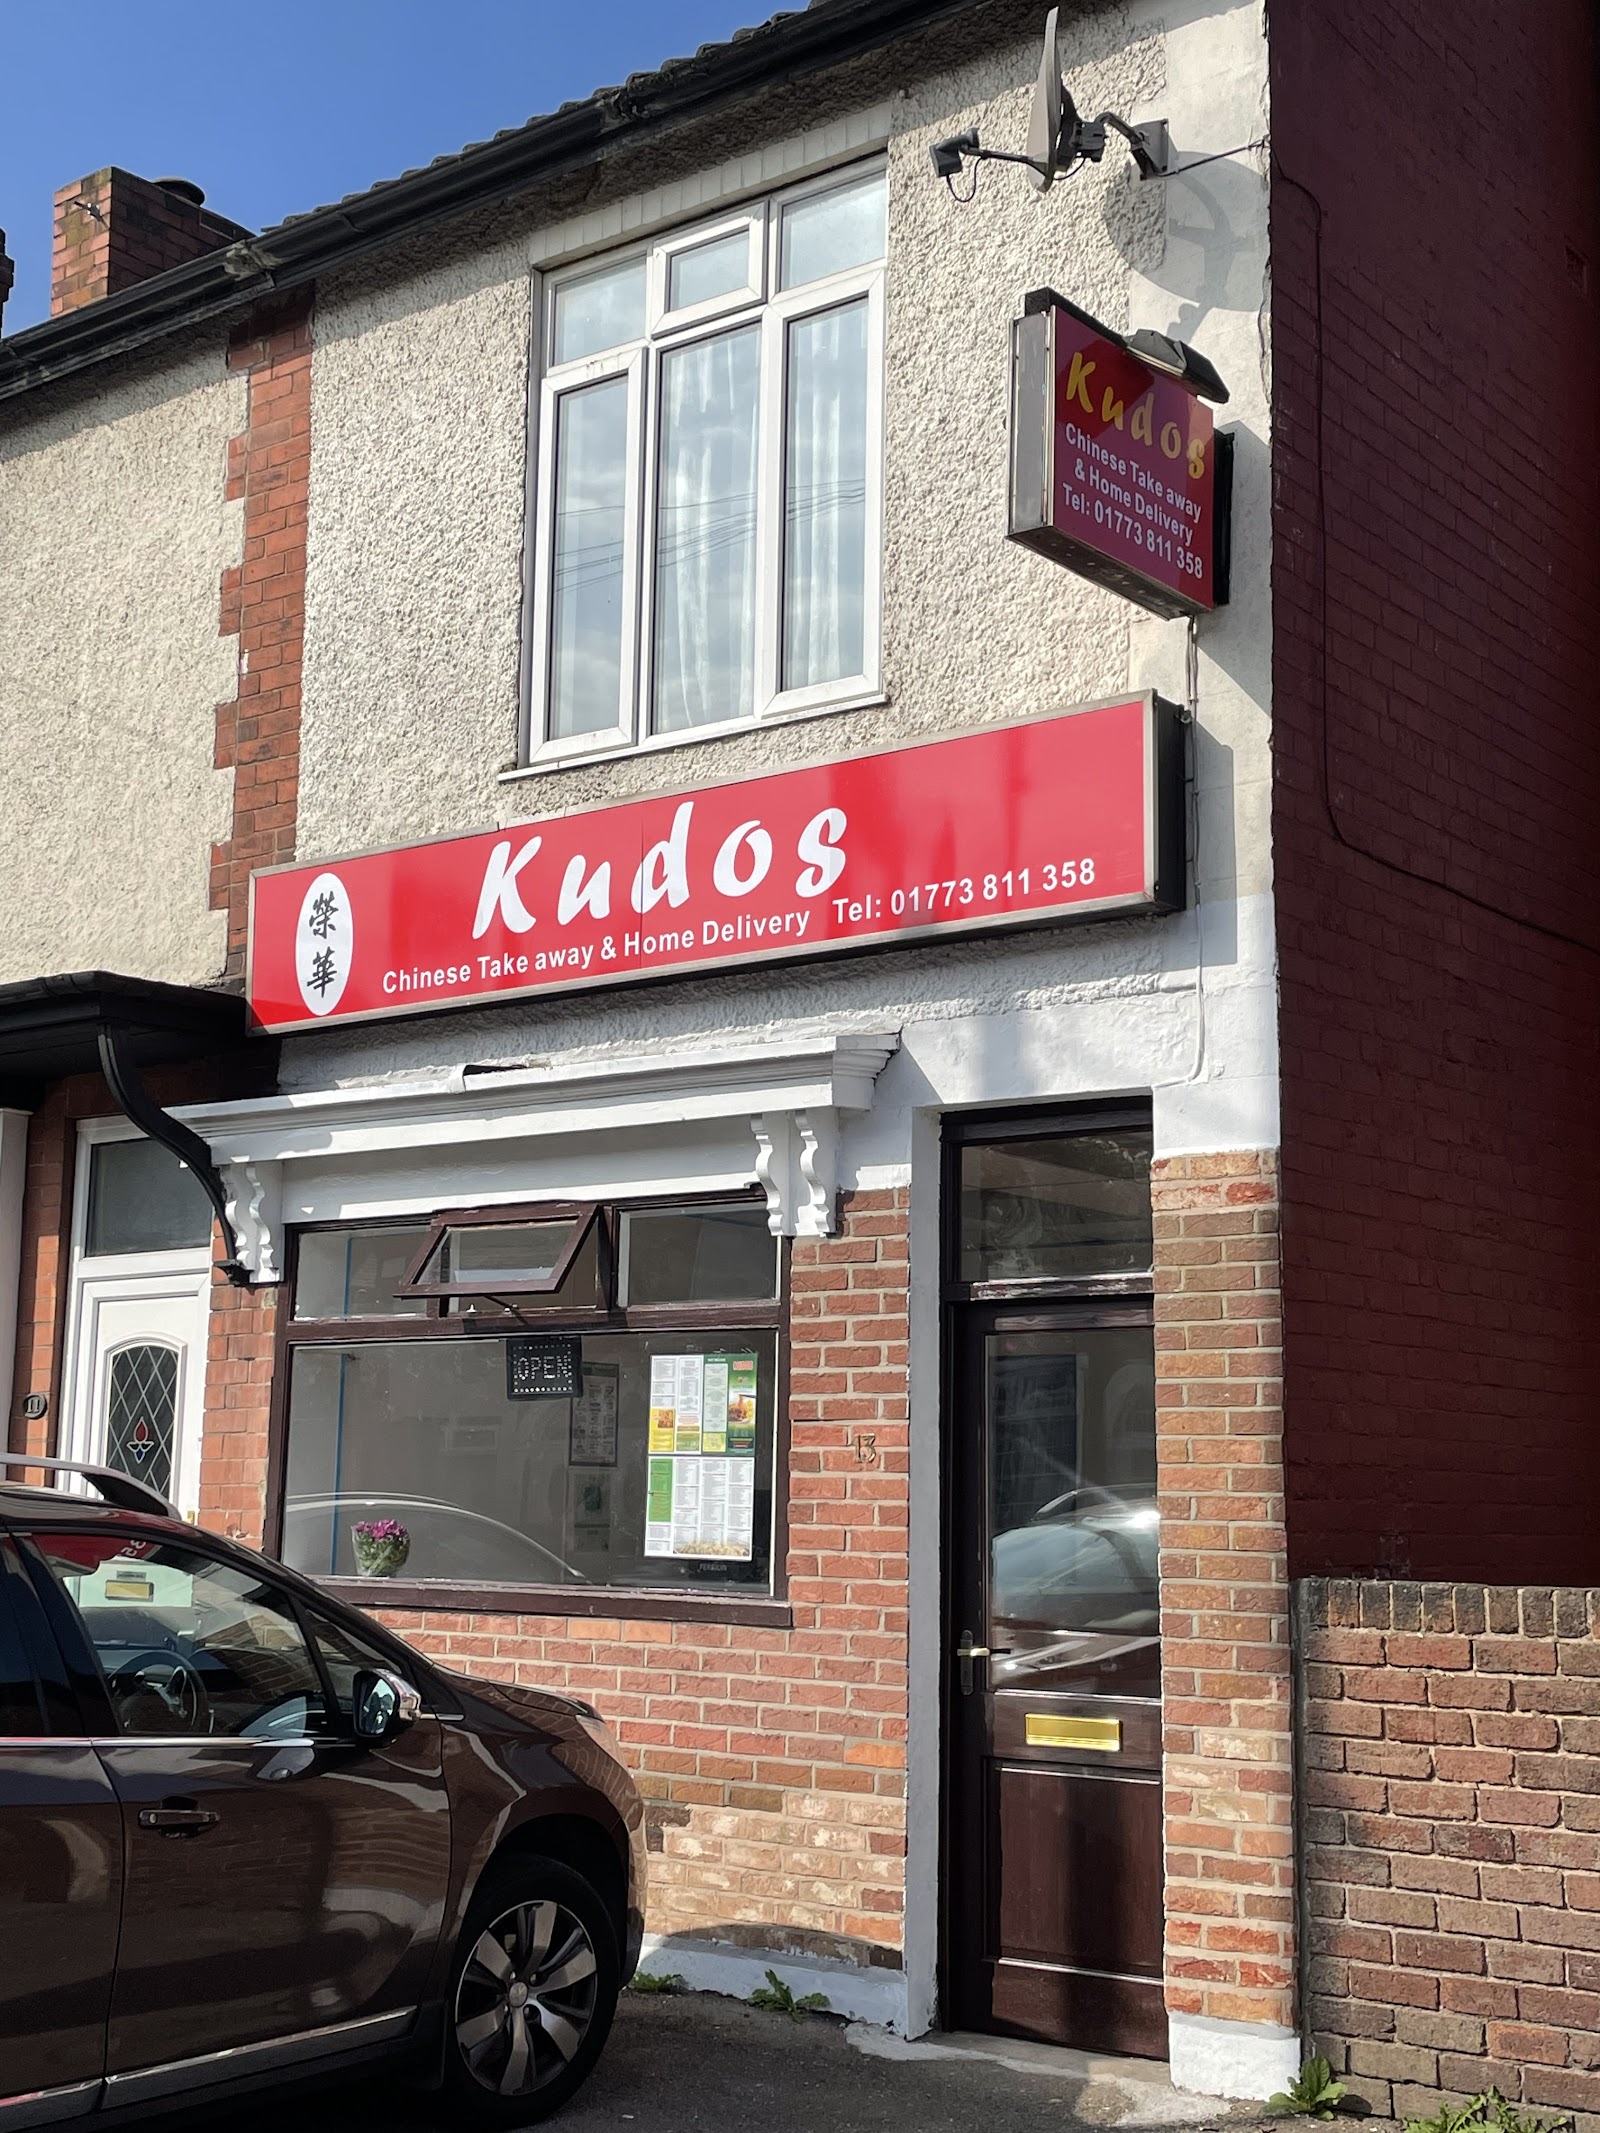 Kudos
Chinese Take away
& Home Delivery
Tel: 01773 811 358
榮華
Kudos
Chinese Take away & Home Delivery Tel: 01773 811 358
OPEN
11
13